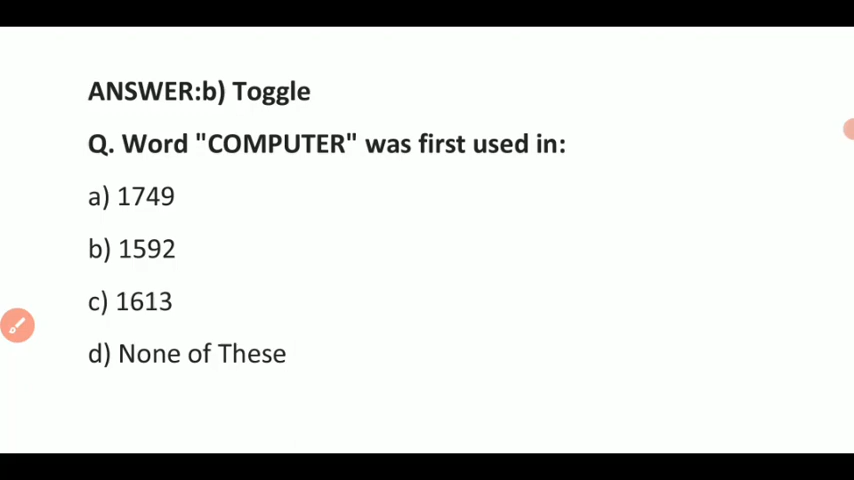 ANSWER:b) Toggle
Q. Word "COMPUTER" was first used in:
a) 1749
b) 1592
c) 1613
d) None of These